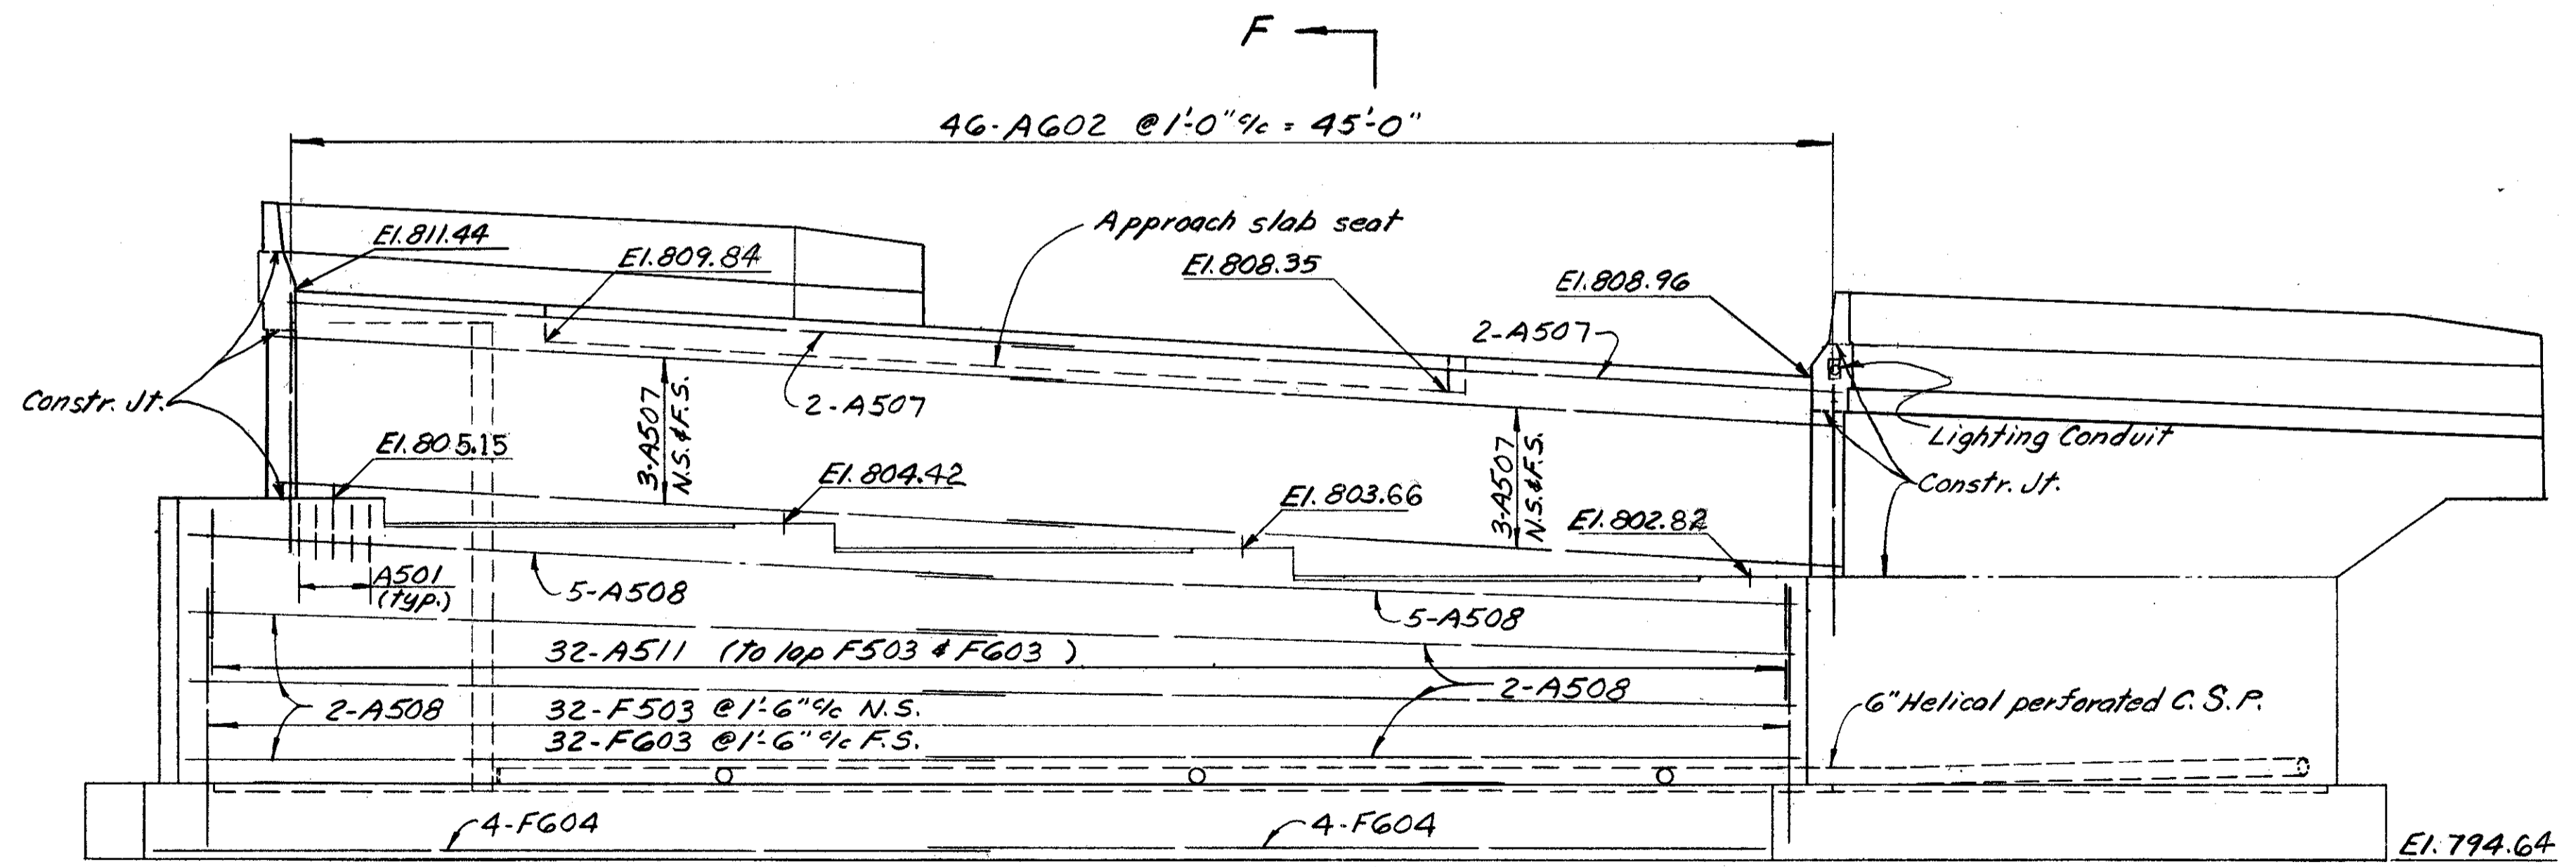 F
46-A602 @ 1'-0" c/c = 45'-0"
Approach slab seat
El. 811.44
El. 809.84
El. 808.35
El. 808.96
2-A507
2-A507
Constr. Jt.
3-A507
N.S. & F.S.
3-A507
N.S. & F.S.
Lighting Conduit
Constr. Jt.
El. 805.15
El. 804.42
El. 803.66
El. 802.82
A501
(typ.)
5-A508
5-A508
32-A511 (to lap F503 & F603)
2-A508
2-A508
32-F503 @ 1'-6" c/c N.S.
32-F603 @ 1'-6" c/c F.S.
6" Helical perforated C.S.P.
4-F604
4-F604
El. 794.64